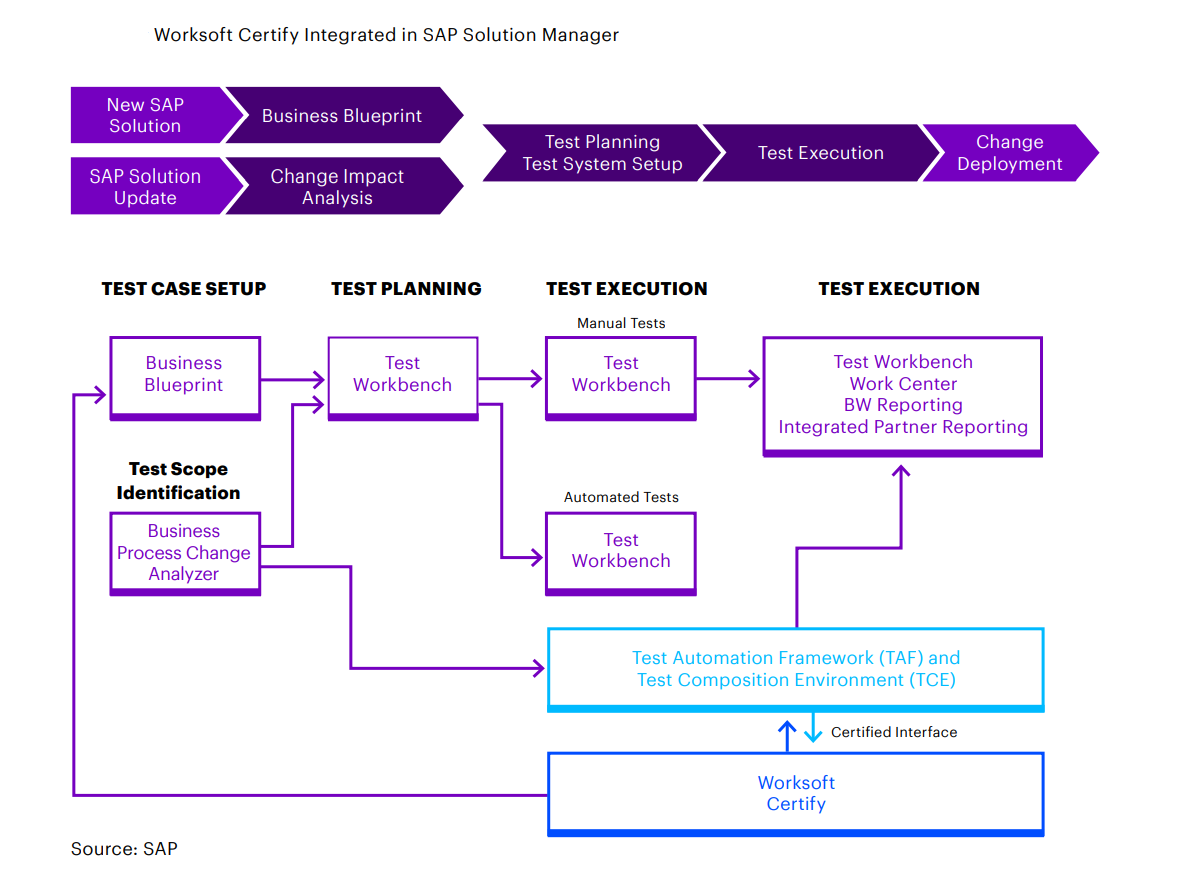 Worksoft Certify Integrated in SAP Solution Manager
New SAP
Solution
Business Blueprint
SAP Solution
Update
Change Impact
Analysis
Test Planning
Test System Setup
Test Execution
Change
Deployment
TEST CASE SETUP
TEST PLANNING
TEST EXECUTION
TEST EXECUTION
Manual Tests
Business
Blueprint
Test
Workbench
Test
Workbench
Test Workbench
Work Center
BW Reporting
Integrated Partner Reporting
Test Scope
Identification
Business
Process Change
Analyzer
Automated Tests
Test
Workbench
Test Automation Framework (TAF) and
Test Composition Environment (TCE)
Certified Interface
Worksoft
Certify
Source: SAP